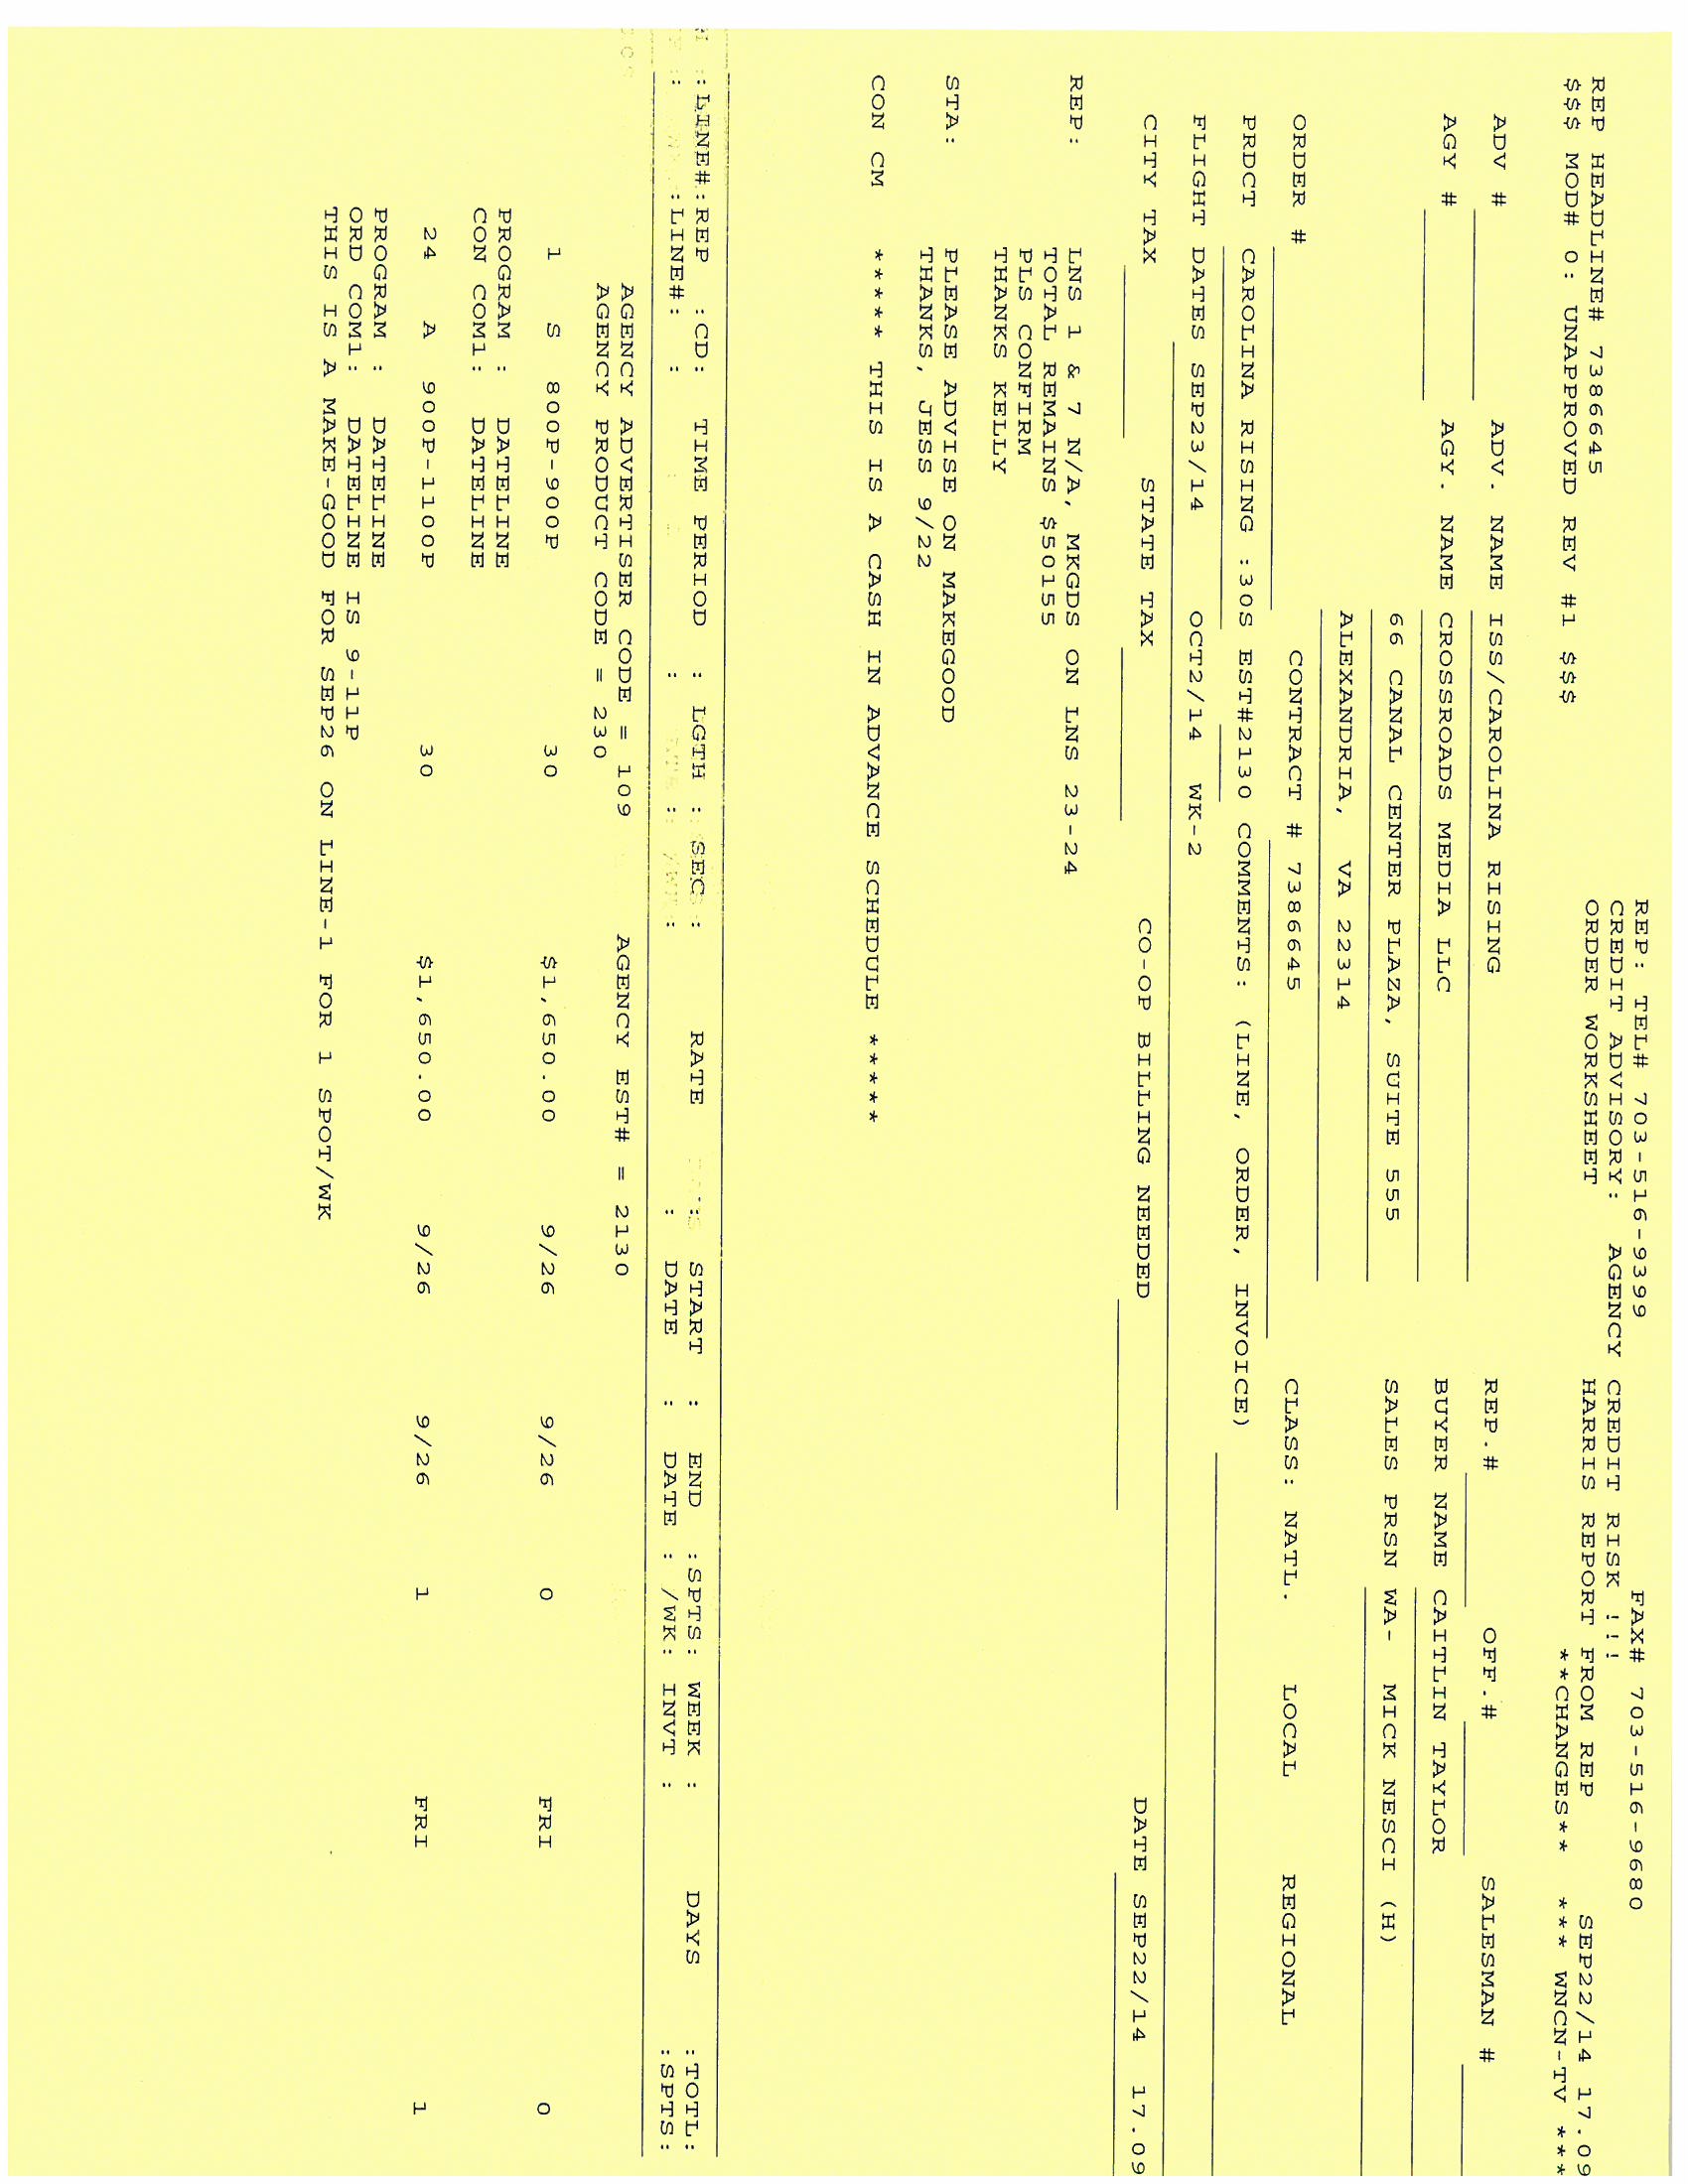 REP: TEL# 703-516-9399 FAX# 703-516-9680
CREDIT ADVISORY: AGENCY CREDIT RISK !!!
REP HEADLINE# 7386645 ORDER WORKSHEET HARRIS REPORT FROM REP SEP22/14 17.09
$$$ MOD# 0: UNAPPROVED REV #1 $$$ **CHANGES** *** WNCN-TV ***
ADV # ADV. NAME ISS/CAROLINA RISING REP.# OFF.# SALESMAN #
AGY # AGY. NAME CROSSROADS MEDIA LLC BUYER NAME CAITLIN TAYLOR
66 CANAL CENTER PLAZA, SUITE 555 SALES PRSN WA- MICK NESCI (H)
ALEXANDRIA, VA 22314
ORDER # CONTRACT # 7386645 CLASS: NATL. LOCAL REGIONAL
PRDCT CAROLINA RISING :30S EST#2130 COMMENTS: (LINE, ORDER, INVOICE)
FLIGHT DATES SEP23/14 OCT2/14 WK-2
CITY TAX STATE TAX CO-OP BILLING NEEDED DATE SEP22/14 17.09
REP: LNS 1 & 7 N/A, MKGDS ON LNS 23-24
TOTAL REMAINS $50155
PLS CONFIRM
THANKS KELLY
STA: PLEASE ADVISE ON MAKEGOOD
THANKS, JESS 9/22
CON CM ***** THIS IS A CASH IN ADVANCE SCHEDULE *****
:LINE#:REP :CD: TIME PERIOD : LGTH : SEC : RATE : START : END :SPTS: WEEK : DAYS :TOTL:
: :LINE#: : : : : DATE : DATE : /WK: INVT : :SPTS:
AGENCY ADVERTISER CODE = 109 AGENCY EST# = 2130
AGENCY PRODUCT CODE = 230
1 S 800P-900P 30 $1,650.00 9/26 9/26 0 FRI 0
PROGRAM : DATELINE
CON COM1: DATELINE
24 A 900P-1100P 30 $1,650.00 9/26 9/26 1 FRI 1
PROGRAM : DATELINE
ORD COM1: DATELINE IS 9-11P
THIS IS A MAKE-GOOD FOR SEP26 ON LINE-1 FOR 1 SPOT/WK